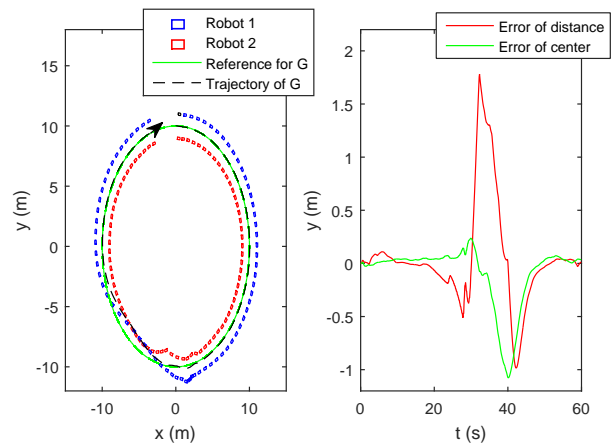 Robot 1
Robot 2
Reference for G
Trajectory of G
y (m)
15
10
5
0
-5
-10
-10
0
10
x (m)
Error of distance
Error of center
y (m)
2
1.5
1
0.5
0
-0.5
-1
0
20
40
60
t (s)